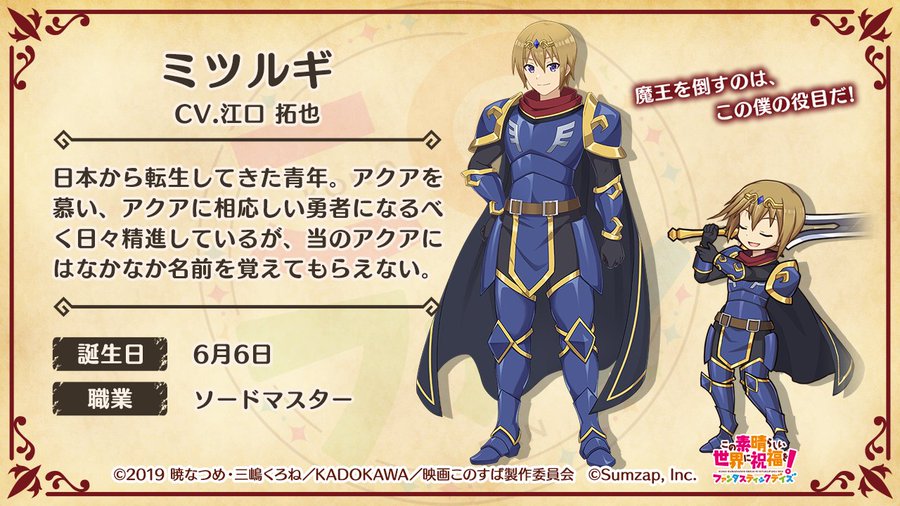 ミツルギ
CV.江口 拓也
魔王を倒すのは、
この僕の役目だ!
日本から転生してきた青年。アクアを
慕い、アクアに相応しい勇者になるべ
く日々精進しているが、当のアクアに
はなかなか名前を覚えてもらえない。
誕生日 6月6日
職業 ソードマスター
この素晴らしい
世界に祝福を!
ファンタスティックデイズ
©2019 暁なつめ・三嶋くろね/KADOKAWA/映画このすば製作委員会 ©Sumzap, Inc.